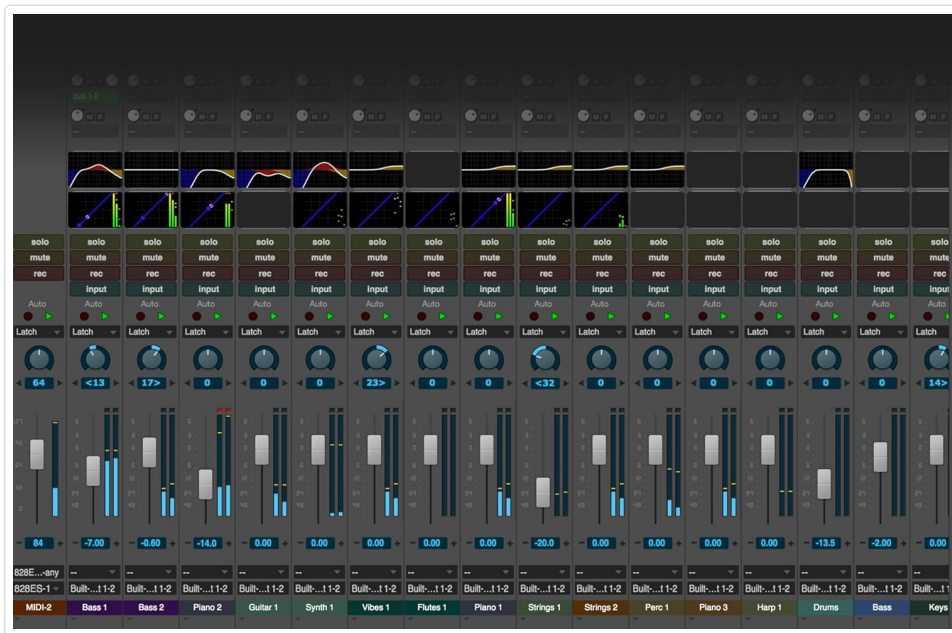 bus 1-2
M P M P M P M P M P M P M P M P M P M P M P M P M P M P M P
-- -- -- -- -- -- -- -- -- -- -- -- -- -- -- --
solo solo solo solo solo solo solo solo solo solo solo solo solo solo solo solo solo
mute mute mute mute mute mute mute mute mute mute mute mute mute mute mute mute mute
rec rec rec rec rec rec rec rec rec rec rec rec rec rec rec rec rec
input input input input input input input input input input input input input input input input
Auto Auto Auto Auto Auto Auto Auto Auto Auto Auto Auto Auto Auto Auto Auto Auto Auto
Latch Latch Latch Latch Latch Latch Latch Latch Latch Latch Latch Latch Latch Latch Latch Latch Latch
64 <13 17> 0 0 0 23> 0 0 <32 0 0 0 0 0 0 14>
84 -7.00 -0.60 -14.0 0.00 0.00 0.00 0.00 0.00 -20.0 0.00 0.00 0.00 0.00 -13.5 -2.00 0.00
828E...-any -- -- -- -- -- -- -- -- -- -- -- -- -- -- -- --
828ES-1 Built-...t 1-2 Built-...t 1-2 Built-...t 1-2 Built-...t 1-2 Built-...t 1-2 Built-...t 1-2 Built-...t 1-2 Built-...t 1-2 Built-...t 1-2 Built-...t 1-2 Built-...t 1-2 Built-...t 1-2 Built-...t 1-2 Built-...t 1-2 Built-...t 1-2 Built-...t 1
MIDI-2 Bass 1 Bass 2 Piano 2 Guitar 1 Synth 1 Vibes 1 Flutes 1 Piano 1 Strings 1 Strings 2 Perc 1 Piano 3 Harp 1 Drums Bass Keys